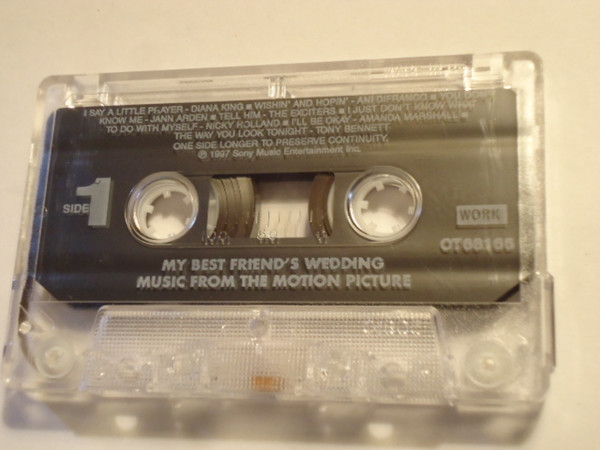 I SAY A LITTLE PRAYER - DIANA KING ■ WISHIN' AND HOPIN' - ANI DIFRANCO ■ YOU DON'T
KNOW ME - JANN ARDEN ■ TELL HIM - THE EXCITERS ■ I JUST DON'T KNOW WHAT
TO DO WITH MYSELF - NICKY HOLLAND ■ I'LL BE OKAY - AMANDA MARSHALL ■
THE WAY YOU LOOK TONIGHT - TONY BENNETT
ONE SIDE LONGER TO PRESERVE CONTINUITY.
℗ 1997 Sony Music Entertainment Inc.
SIDE 1
WORK
OT68166
MY BEST FRIEND'S WEDDING
MUSIC FROM THE MOTION PICTURE